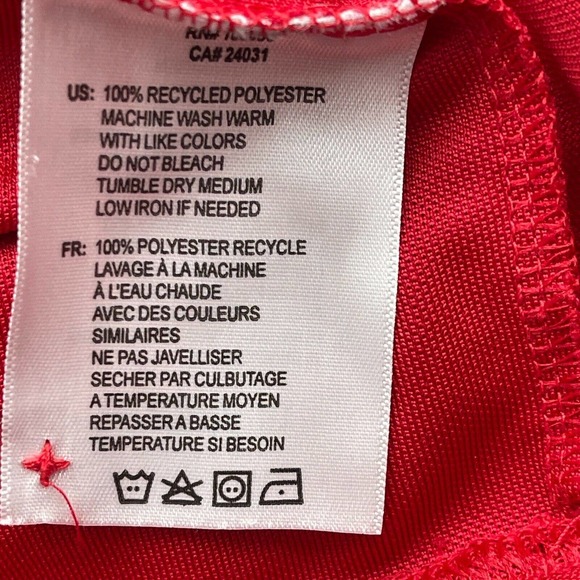 RN#
CA# 24031
US: 100% RECYCLED POLYESTER
MACHINE WASH WARM
WITH LIKE COLORS
DO NOT BLEACH
TUMBLE DRY MEDIUM
LOW IRON IF NEEDED
FR: 100% POLYESTER RECYCLE
LAVAGE À LA MACHINE
À L'EAU CHAUDE
AVEC DES COULEURS
SIMILAIRES
NE PAS JAVELLISER
SECHER PAR CULBUTAGE
A TEMPERATURE MOYEN
REPASSER A BASSE
TEMPERATURE SI BESOIN